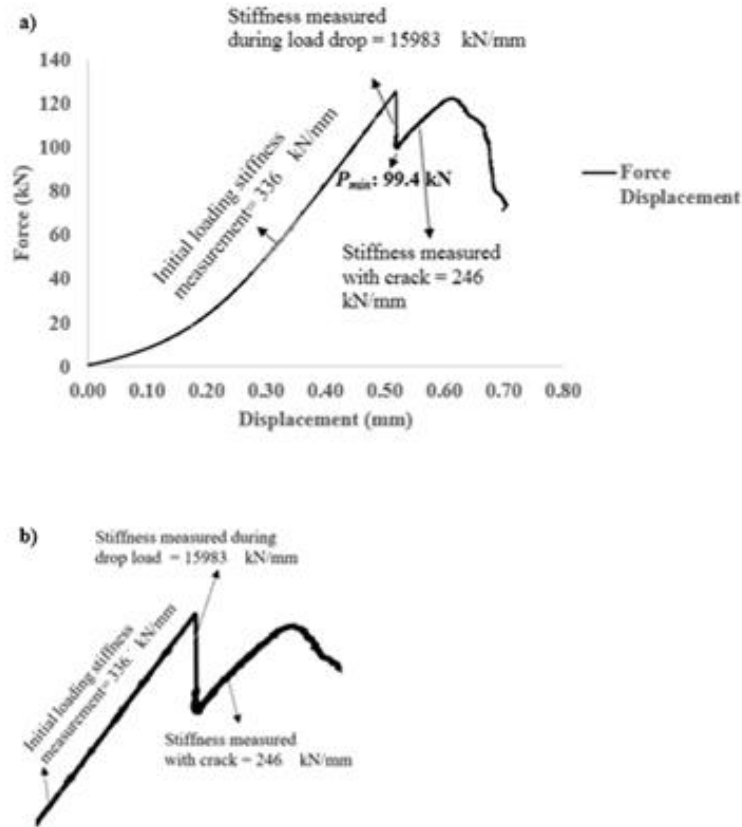 a)
Stiffness measured
during load drop = 15983 kN/mm
140
120
100
80
60
40
20
0
Force (kN)
Initial loading stiffness
measurement= 336 kN/mm
Pmin: 99.4 kN
Stiffness measured
with crack = 246
kN/mm
Force
Displacement
0.00 0.10 0.20 0.30 0.40 0.50 0.60 0.70 0.80
Displacement (mm)
b)
Stiffness measured during
drop load = 15983 kN/mm
Initial loading stiffness
measurement= 336 kN/mm
Stiffness measured
with crack = 246 kN/mm